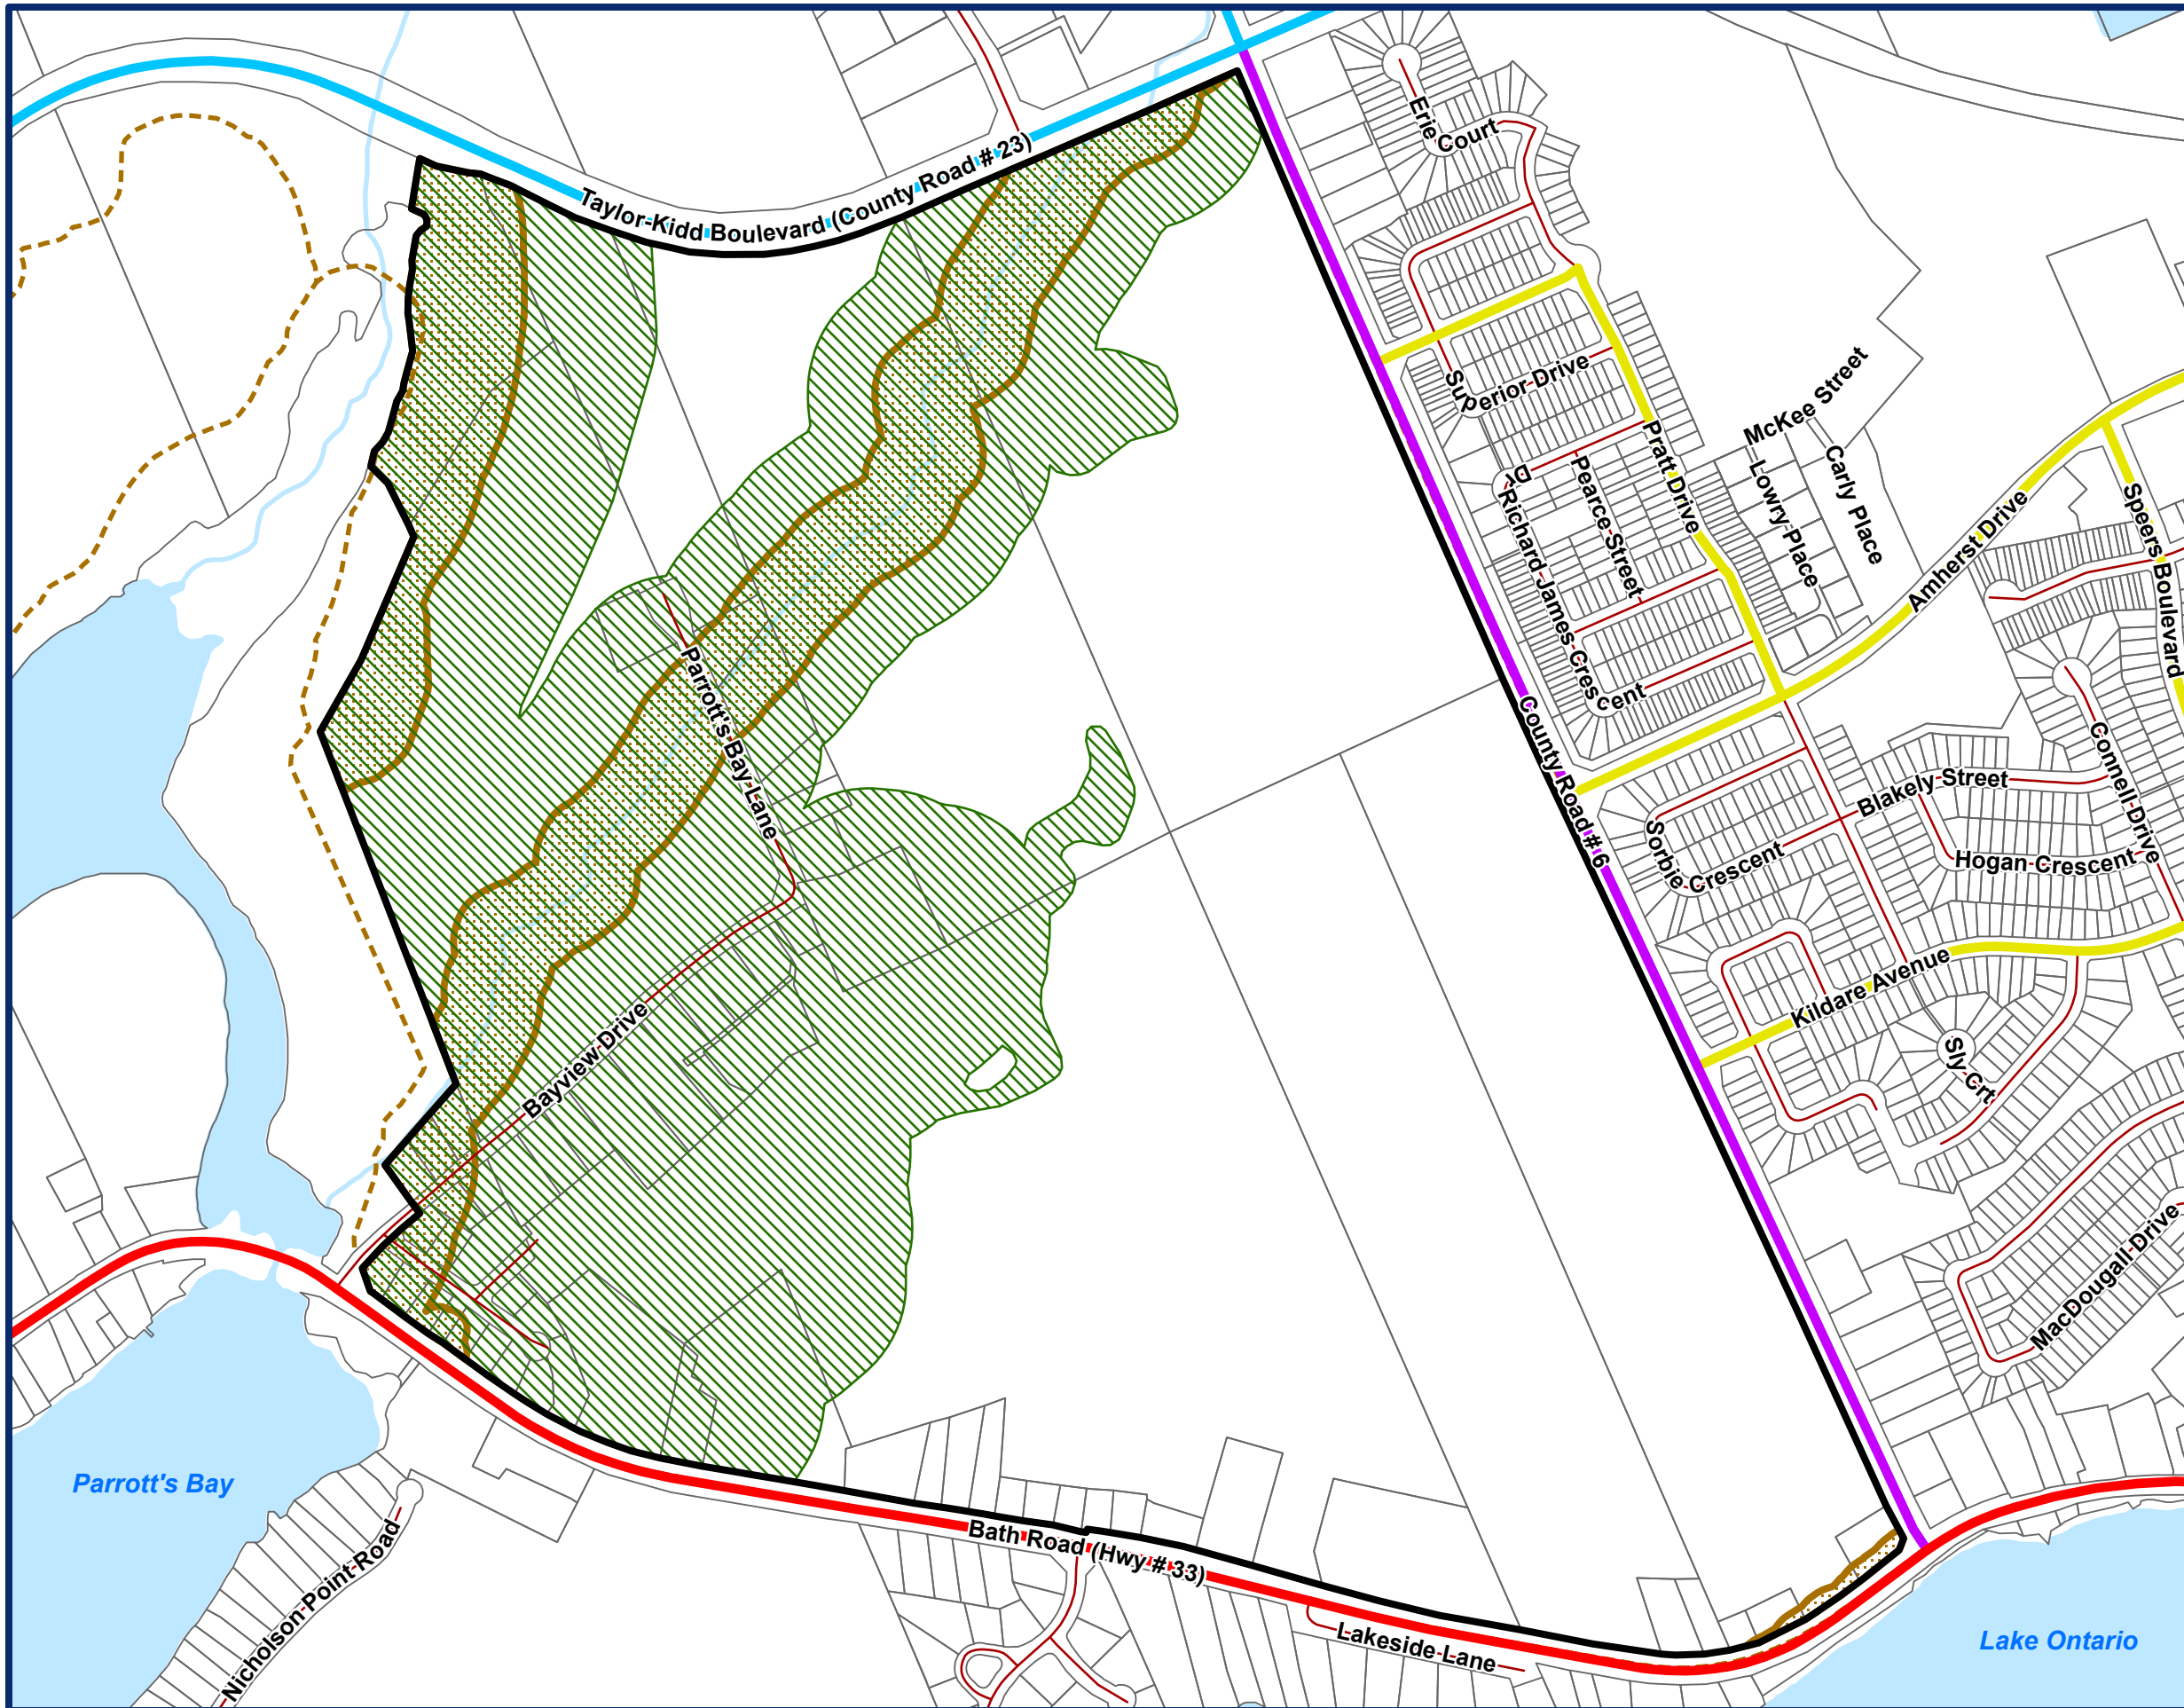 Erie Court
Taylor-Kidd Boulevard (County Road # 23)
Superior Drive
McKee Street
Pratt Drive
Carly Place
Lowry Place
Pearce Street
Richard James Crescent
Dr
Amherst Drive
Speers Boulevard
Parrott's Bay Lane
County Road # 6
Connell Drive
Blakely Street
Sorbie Crescent
Hogan Crescent
Kildare Avenue
Bayview Drive
Sly Crt
MacDougall Drive
Parrott's Bay
Bath Road (Hwy # 33)
Nicholson Point Road
Lakeside Lane
Lake Ontario